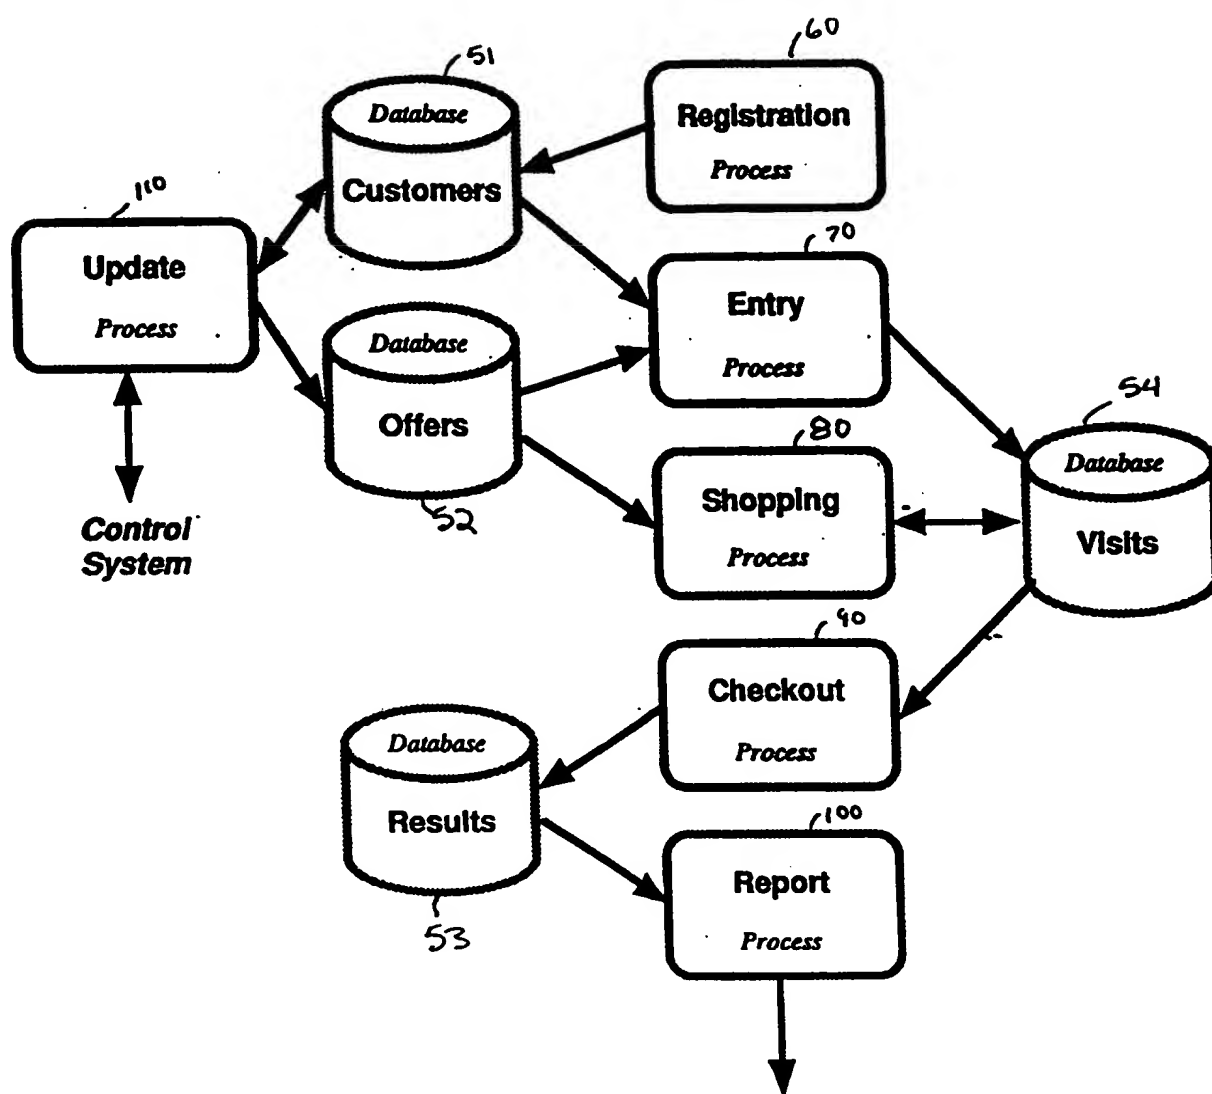 51
60
Database
Customers
Registration
Process
110
Update
Process
70
Entry
Process
Database
Offers
52
54
Database
Visits
80
Shopping
Process
Control
System
90
Checkout
Process
Database
Results
53
100
Report
Process